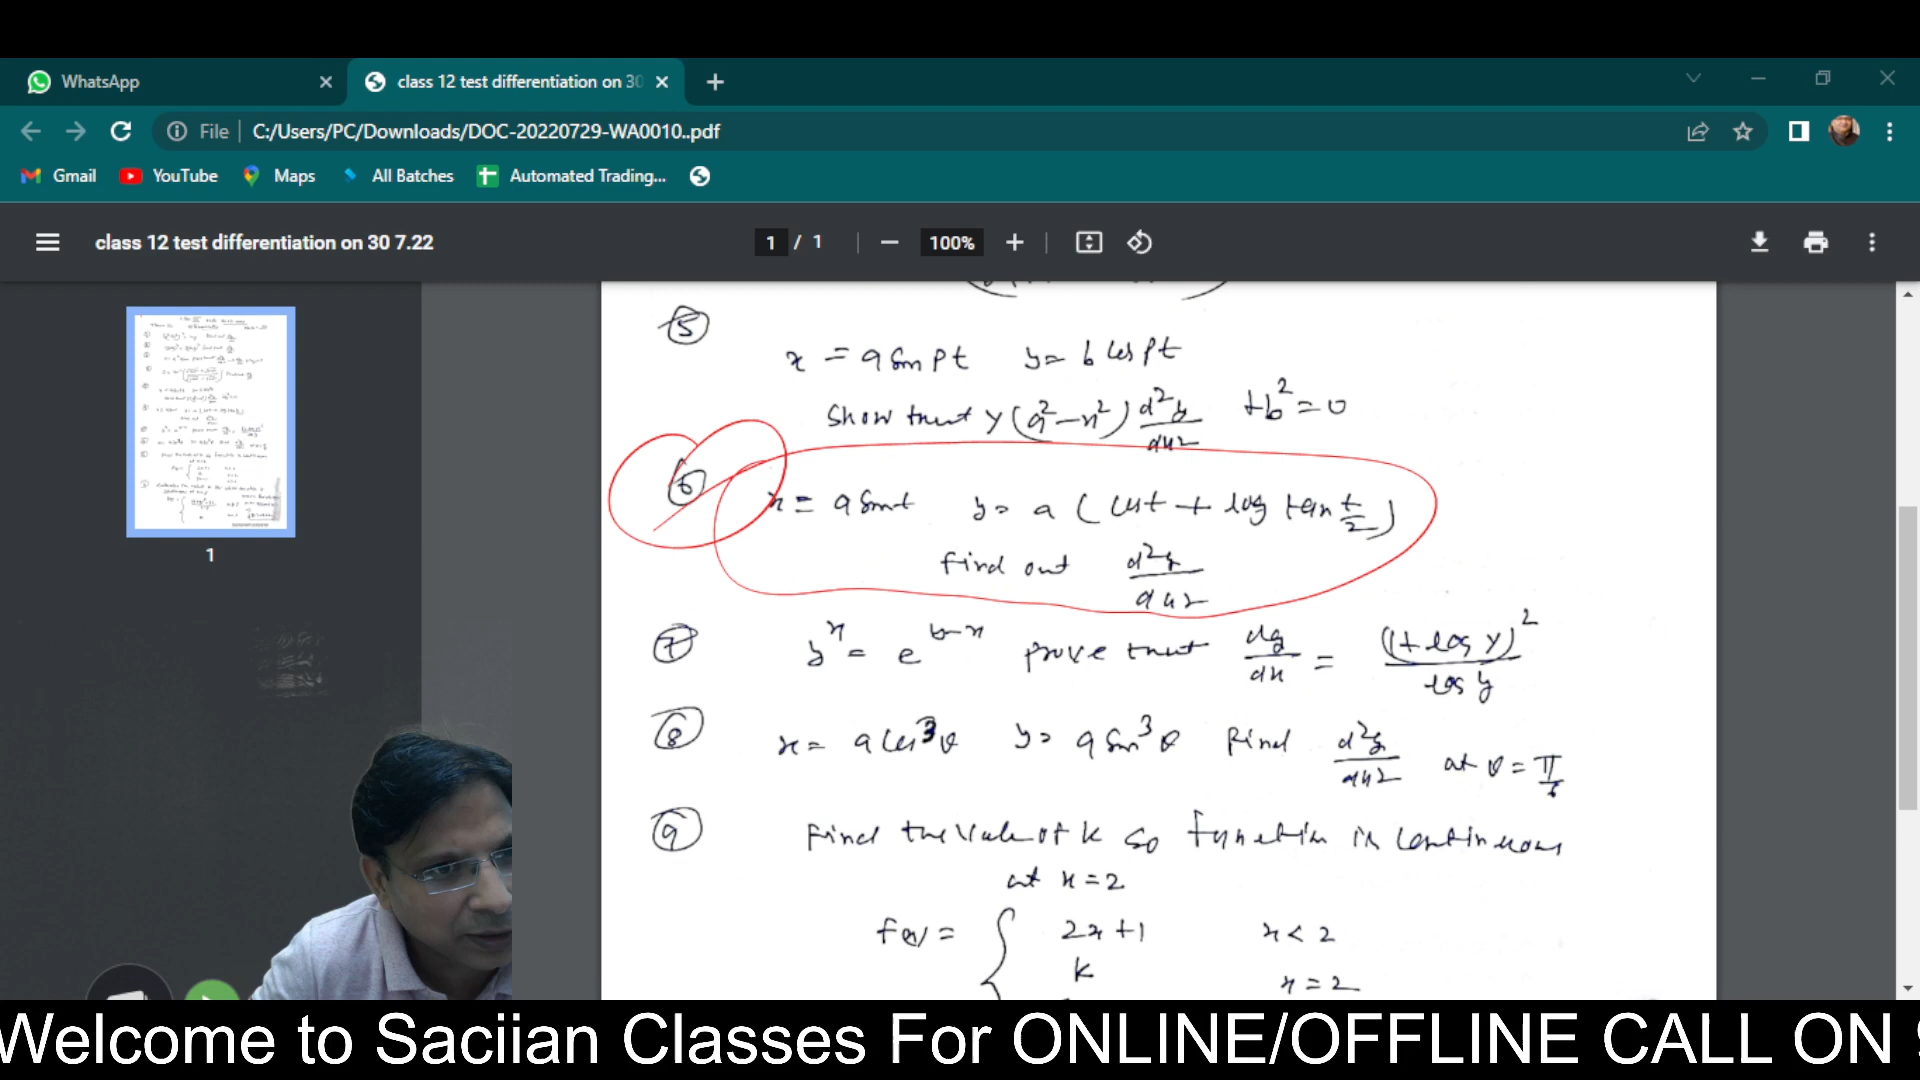 WhatsApp
class 12 test differentiation on 30
File
C:/Users/PC/Downloads/DOC-20220729-WA0010..pdf
Gmail
YouTube
Maps
All Batches
Automated Trading...
class 12 test differentiation on 30 7.22
1 / 1
100%
1
5
x = a sin pt y = b cos pt
Show that y (a² - x²) d²y/dx² + b² = 0
6
x = a sin t y = a ( cos t + log tan t/2 )
find out d²y/dx²
7 y^x = e^(y-x) prove that dy/dx = (1 + log y)²/log y
8 x = a cos³ θ y = a sin³ θ Find d²y/dx² at θ = π/6
9 Find the value of k so function is continuous
at x = 2
f(x) = { 2x + 1 x < 2
k x = 2
Welcome to Saciian Classes For ONLINE/OFFLINE CALL ON